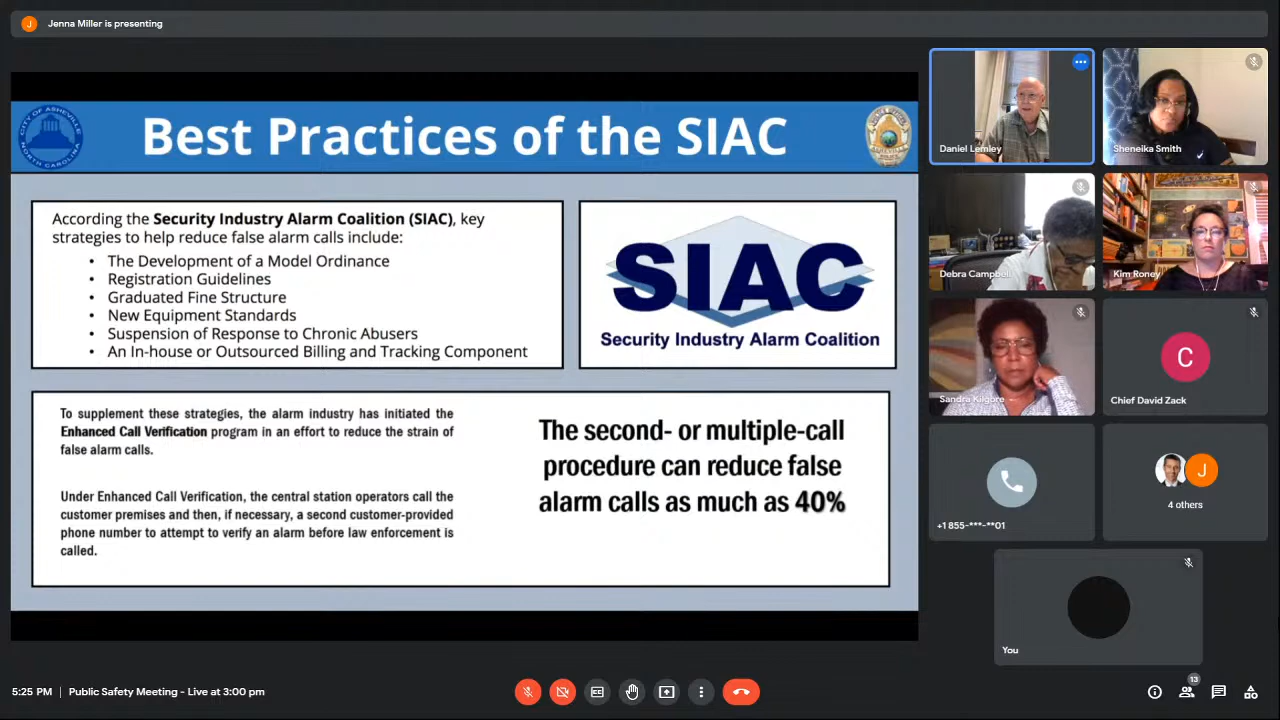 J Jenna Miller is presenting
CITY OF ASHEVILLE
NORTH CAROLINA
Best Practices of the SIAC
According the Security Industry Alarm Coalition (SIAC), key
strategies to help reduce false alarm calls include:
• The Development of a Model Ordinance
• Registration Guidelines
• Graduated Fine Structure
• New Equipment Standards
• Suspension of Response to Chronic Abusers
• An In-house or Outsourced Billing and Tracking Component
SIAC
Security Industry Alarm Coalition
To supplement these strategies, the alarm industry has initiated the
Enhanced Call Verification program in an effort to reduce the strain of
false alarm calls.
Under Enhanced Call Verification, the central station operators call the
customer premises and then, if necessary, a second customer-provided
phone number to attempt to verify an alarm before law enforcement is
called.
The second- or multiple-call
procedure can reduce false
alarm calls as much as 40%
Daniel Lemley
Sheneika Smith
Debra Campbell
Kim Roney
Sandra Kilgore
C
Chief David Zack
+1 855-***-**01
J
4 others
You
5:25 PM | Public Safety Meeting - Live at 3:00 pm
CC
13